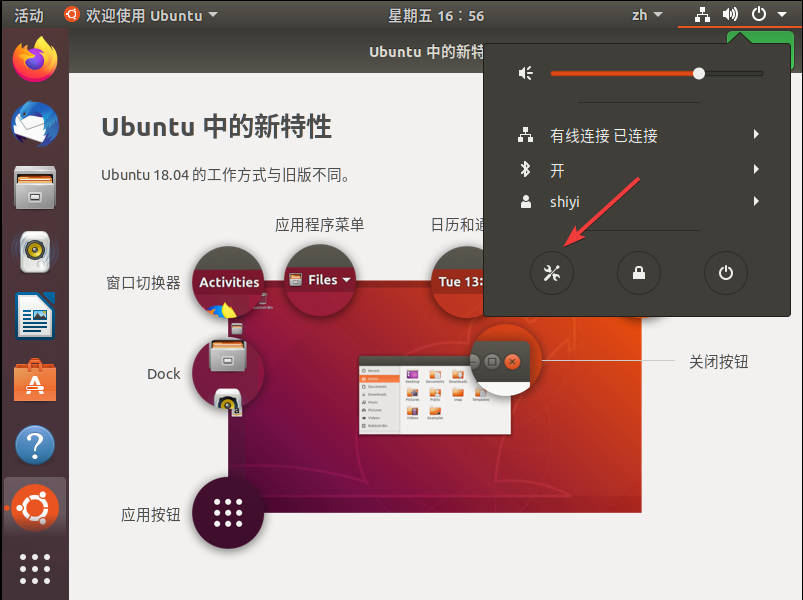 活动 欢迎使用 Ubuntu 星期五 16：56 zh
Ubuntu 中的新特
Ubuntu 中的新特性
Ubuntu 18.04 的工作方式与旧版不同。
有线连接 已连接
开
shiyi
应用程序菜单 日历和通
窗口切换器
Activities
Files
Tue 13:
Dock
关闭按钮
应用按钮